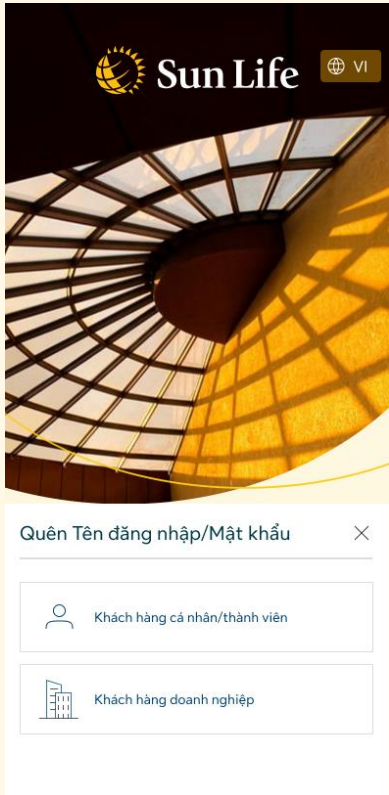 Sun Life
VI
Quên Tên đăng nhập/Mật khẩu
Khách hàng cá nhân/thành viên
Khách hàng doanh nghiệp